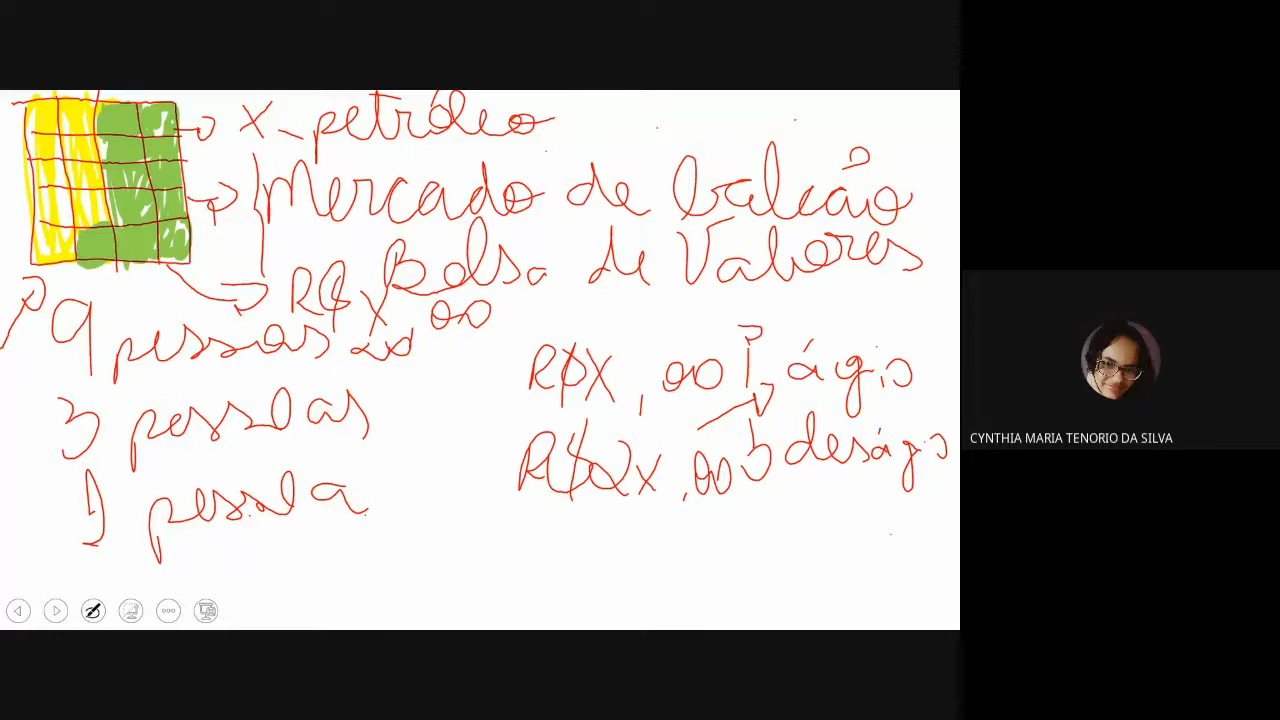 X - petróleo
Mercado de balcão
Bolsa de Valores
R$ X,00
9 pessoas
3 pessoas
1 pessoa
R$X,00 ágio
R$2X,00 deságio
CYNTHIA MARIA TENORIO DA SILVA